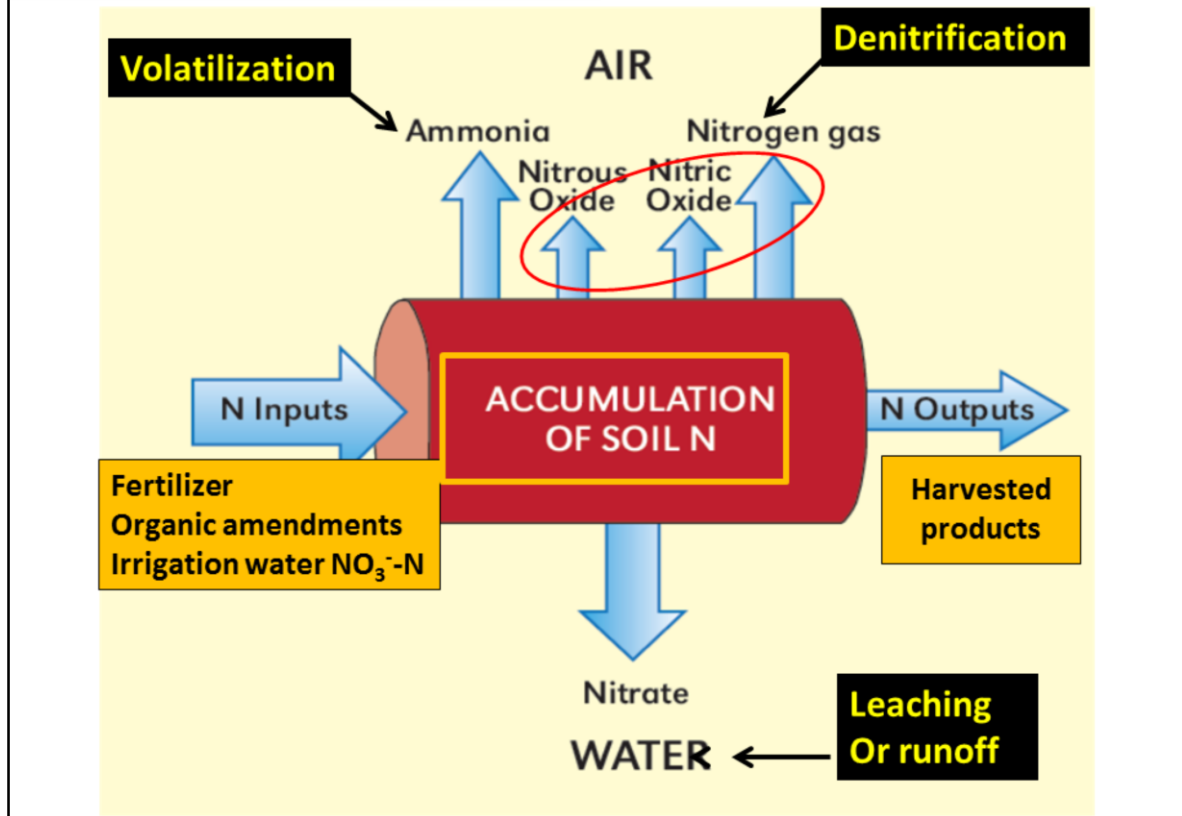 Denitrification
Volatilization
AIR
Ammonia
Nitrogen gas
Nitrous
Oxide
Nitric
Oxide
N Inputs
ACCUMULATION
OF SOIL N
N Outputs
Fertilizer
Organic amendments
Irrigation water NO₃⁻-N
Harvested
products
Nitrate
WATER
Leaching
Or runoff